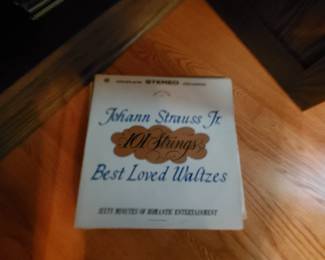 STEREO
Johann Strauss Jr.
101 Strings
Best Loved Waltzes
SIXTY MINUTES OF ROMANTIC ENTERTAINMENT